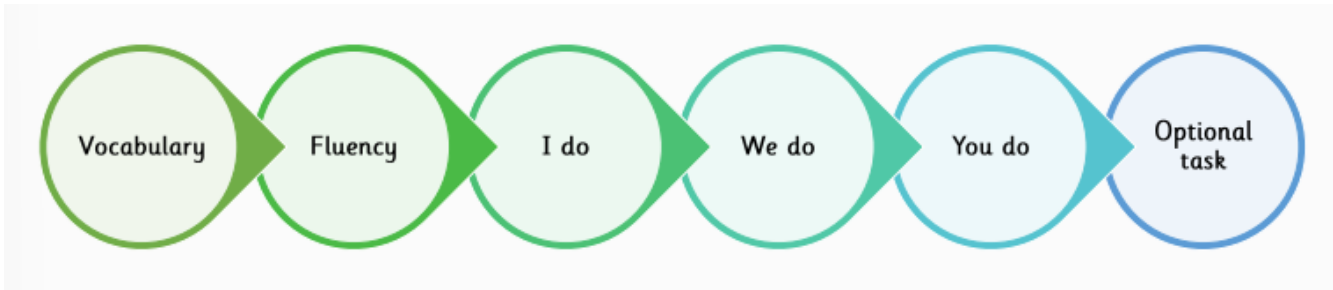 Vocabulary
Fluency
I do
We do
You do
Optional
task